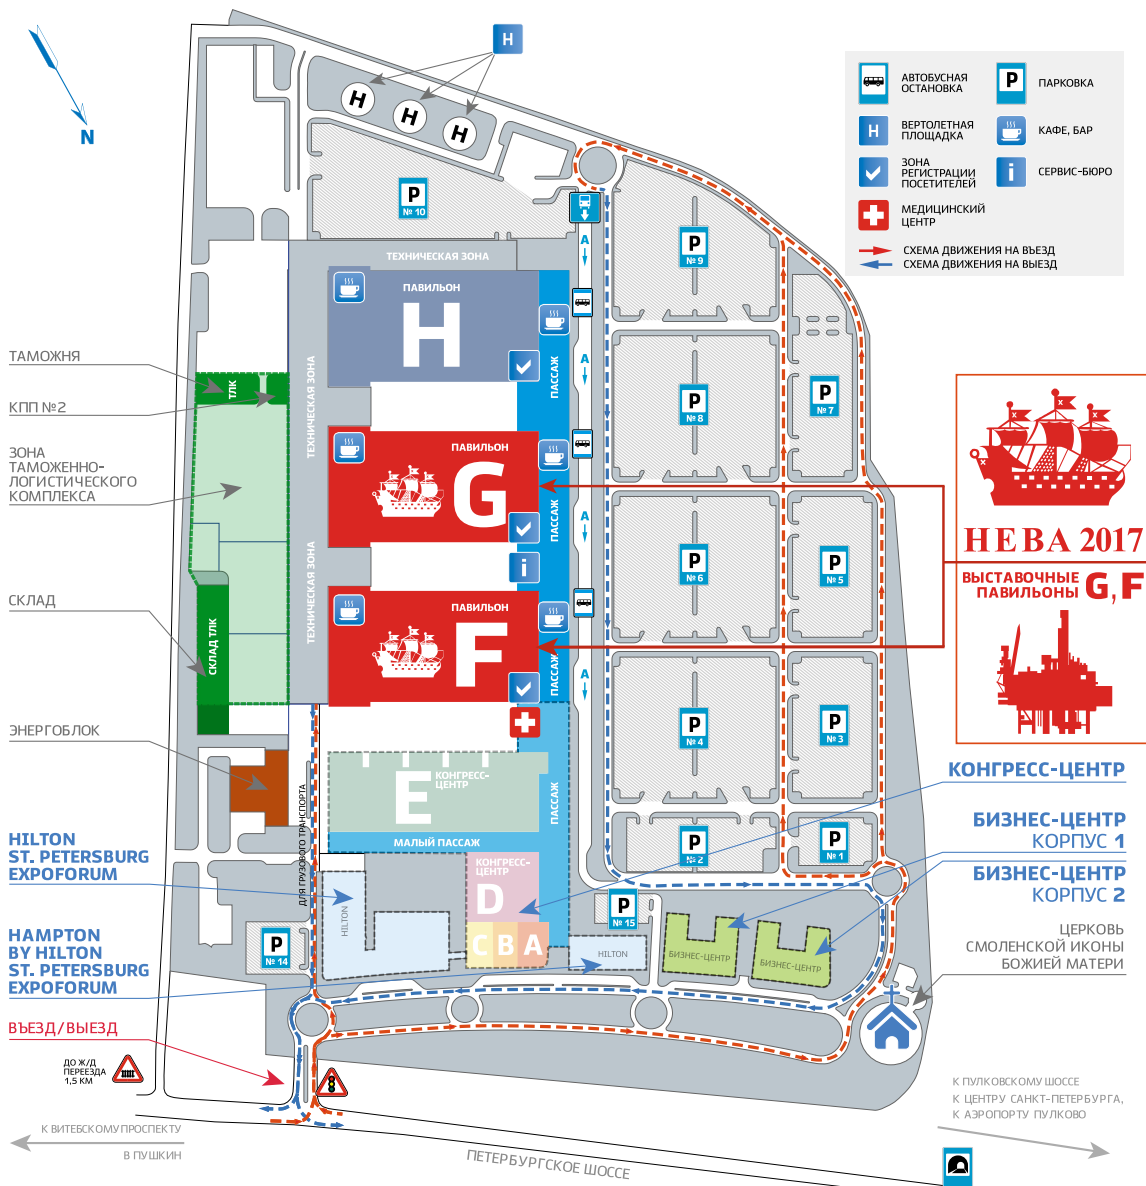 N
H
H
H
H
АВТОБУСНАЯ
ОСТАНОВКА
P
ПАРКОВКА
H
ВЕРТОЛЕТНАЯ
ПЛОЩАДКА
КАФЕ, БАР
ЗОНА
РЕГИСТРАЦИИ
ПОСЕТИТЕЛЕЙ
i
СЕРВИС-БЮРО
МЕДИЦИНСКИЙ
ЦЕНТР
СХЕМА ДВИЖЕНИЯ НА ВЪЕЗД
СХЕМА ДВИЖЕНИЯ НА ВЫЕЗД
P
№ 10
P
№ 9
A
ТЕХНИЧЕСКАЯ ЗОНА
ПАВИЛЬОН
H
ПАССАЖ
ТЕХНИЧЕСКАЯ ЗОНА
A
P
№ 8
P
№ 7
ТАМОЖНЯ
ТЛК
КПП №2
ЗОНА
ТАМОЖЕННО-
ЛОГИСТИЧЕСКОГО
КОМПЛЕКСА
ПАВИЛЬОН
G
ПАССАЖ
A
i
ТЕХНИЧЕСКАЯ ЗОНА
P
№ 6
P
№ 5
НЕВА 2017
ВЫСТАВОЧНЫЕ
ПАВИЛЬОНЫ G, F
СКЛАД
СКЛАД ТЛК
ПАВИЛЬОН
F
ПАССАЖ
A
P
№ 4
P
№ 3
ЭНЕРГОБЛОК
E
КОНГРЕСС-
ЦЕНТР
ПАССАЖ
МАЛЫЙ ПАССАЖ
ДЛЯ ГРУЗОВОГО ТРАНСПОРТА
КОНГРЕСС-ЦЕНТР
БИЗНЕС-ЦЕНТР
КОРПУС 1
БИЗНЕС-ЦЕНТР
КОРПУС 2
P
№ 2
P
№ 1
HILTON
ST. PETERSBURG
EXPOFORUM
КОНГРЕСС-
ЦЕНТР
D
C B A
HILTON
HILTON
P
№ 15
P
№ 14
БИЗНЕС-ЦЕНТР
БИЗНЕС-ЦЕНТР
HAMPTON
BY HILTON
ST. PETERSBURG
EXPOFORUM
ЦЕРКОВЬ
СМОЛЕНСКОЙ ИКОНЫ
БОЖИЕЙ МАТЕРИ
ВЪЕЗД/ВЫЕЗД
ДО Ж/Д
ПЕРЕЕЗДА
1,5 КМ
К ВИТЕБСКОМУ ПРОСПЕКТУ
В ПУШКИН
ПЕТЕРБУРГСКОЕ ШОССЕ
К ПУЛКОВСКОМУ ШОССЕ
К ЦЕНТРУ САНКТ-ПЕТЕРБУРГА,
К АЭРОПОРТУ ПУЛКОВО